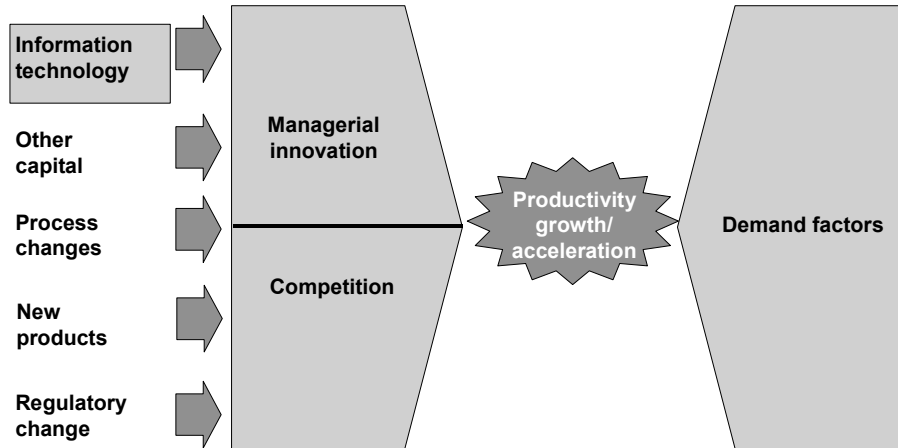 Information
technology
Other
capital
Process
changes
New
products
Regulatory
change
Managerial
innovation
Competition
Productivity
growth/
acceleration
Demand factors